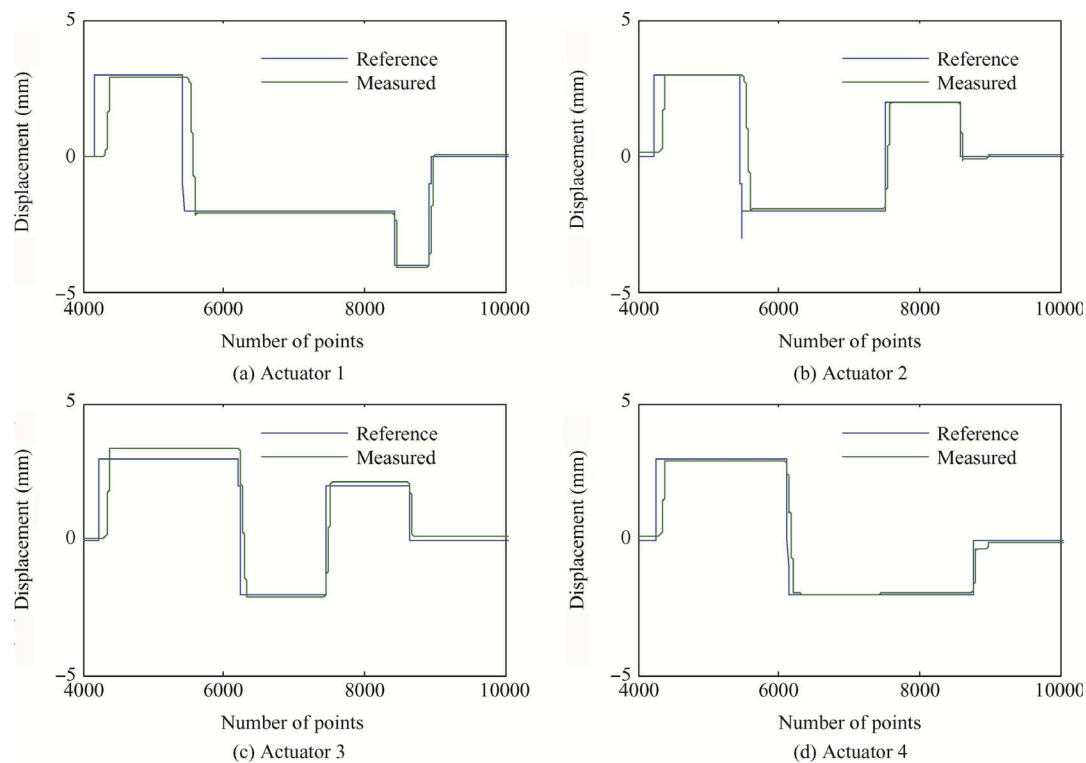 5
Reference
Measured
0
−5
Displacement (mm)
4000
6000
8000
10000
Number of points
(a) Actuator 1
5
Reference
Measured
0
−5
Displacement (mm)
4000
6000
8000
10000
Number of points
(b) Actuator 2
5
Reference
Measured
0
−5
Displacement (mm)
4000
6000
8000
10000
Number of points
(c) Actuator 3
5
Reference
Measured
0
−5
Displacement (mm)
4000
6000
8000
10000
Number of points
(d) Actuator 4